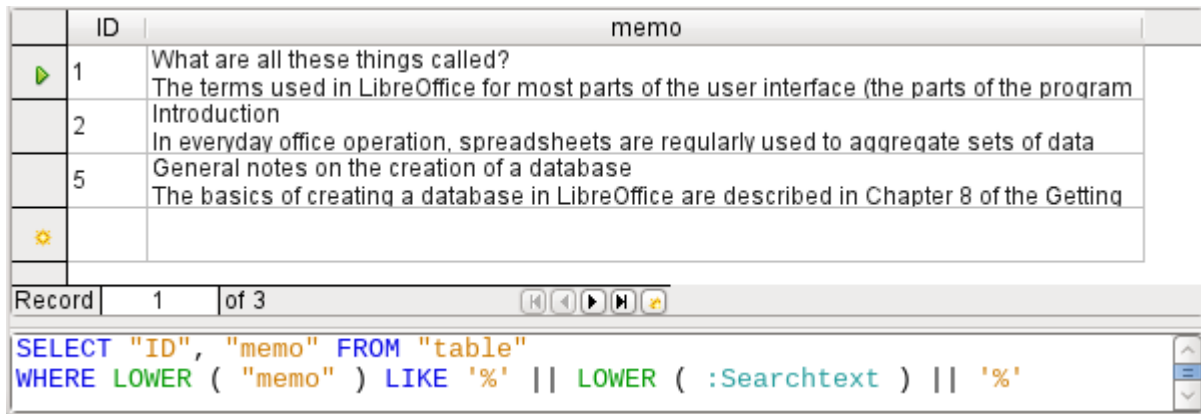 ID memo
1 What are all these things called?
The terms used in LibreOffice for most parts of the user interface (the parts of the program
2 Introduction
In everyday office operation, spreadsheets are regularly used to aggregate sets of data
5 General notes on the creation of a database
The basics of creating a database in LibreOffice are described in Chapter 8 of the Getting
Record 1 of 3
SELECT "ID", "memo" FROM "table"
WHERE LOWER ( "memo" ) LIKE '%' || LOWER ( :Searchtext ) || '%'